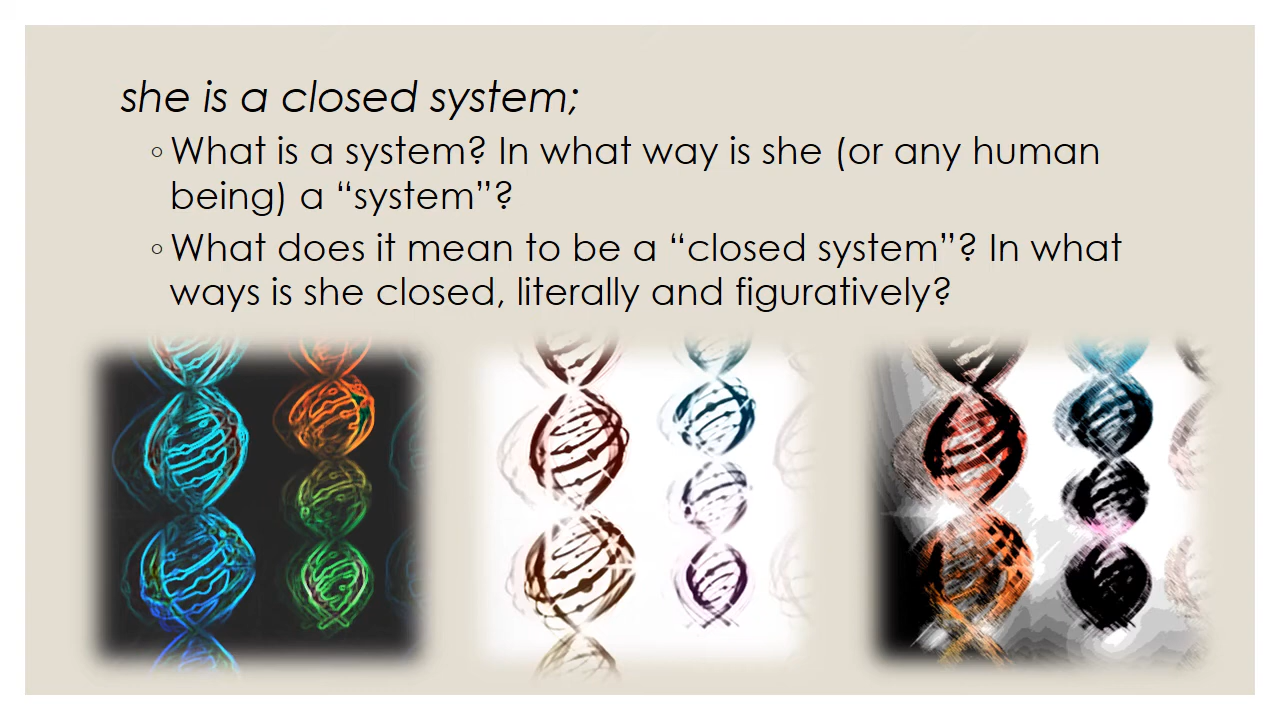 she is a closed system;
◦ What is a system? In what way is she (or any human
being) a “system”?
◦ What does it mean to be a “closed system”? In what
ways is she closed, literally and figuratively?